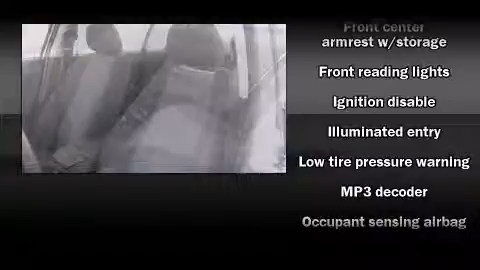 Front center
armrest w/storage
Front reading lights
Ignition disable
Illuminated entry
Low tire pressure warning
MP3 decoder
Occupant sensing airbag